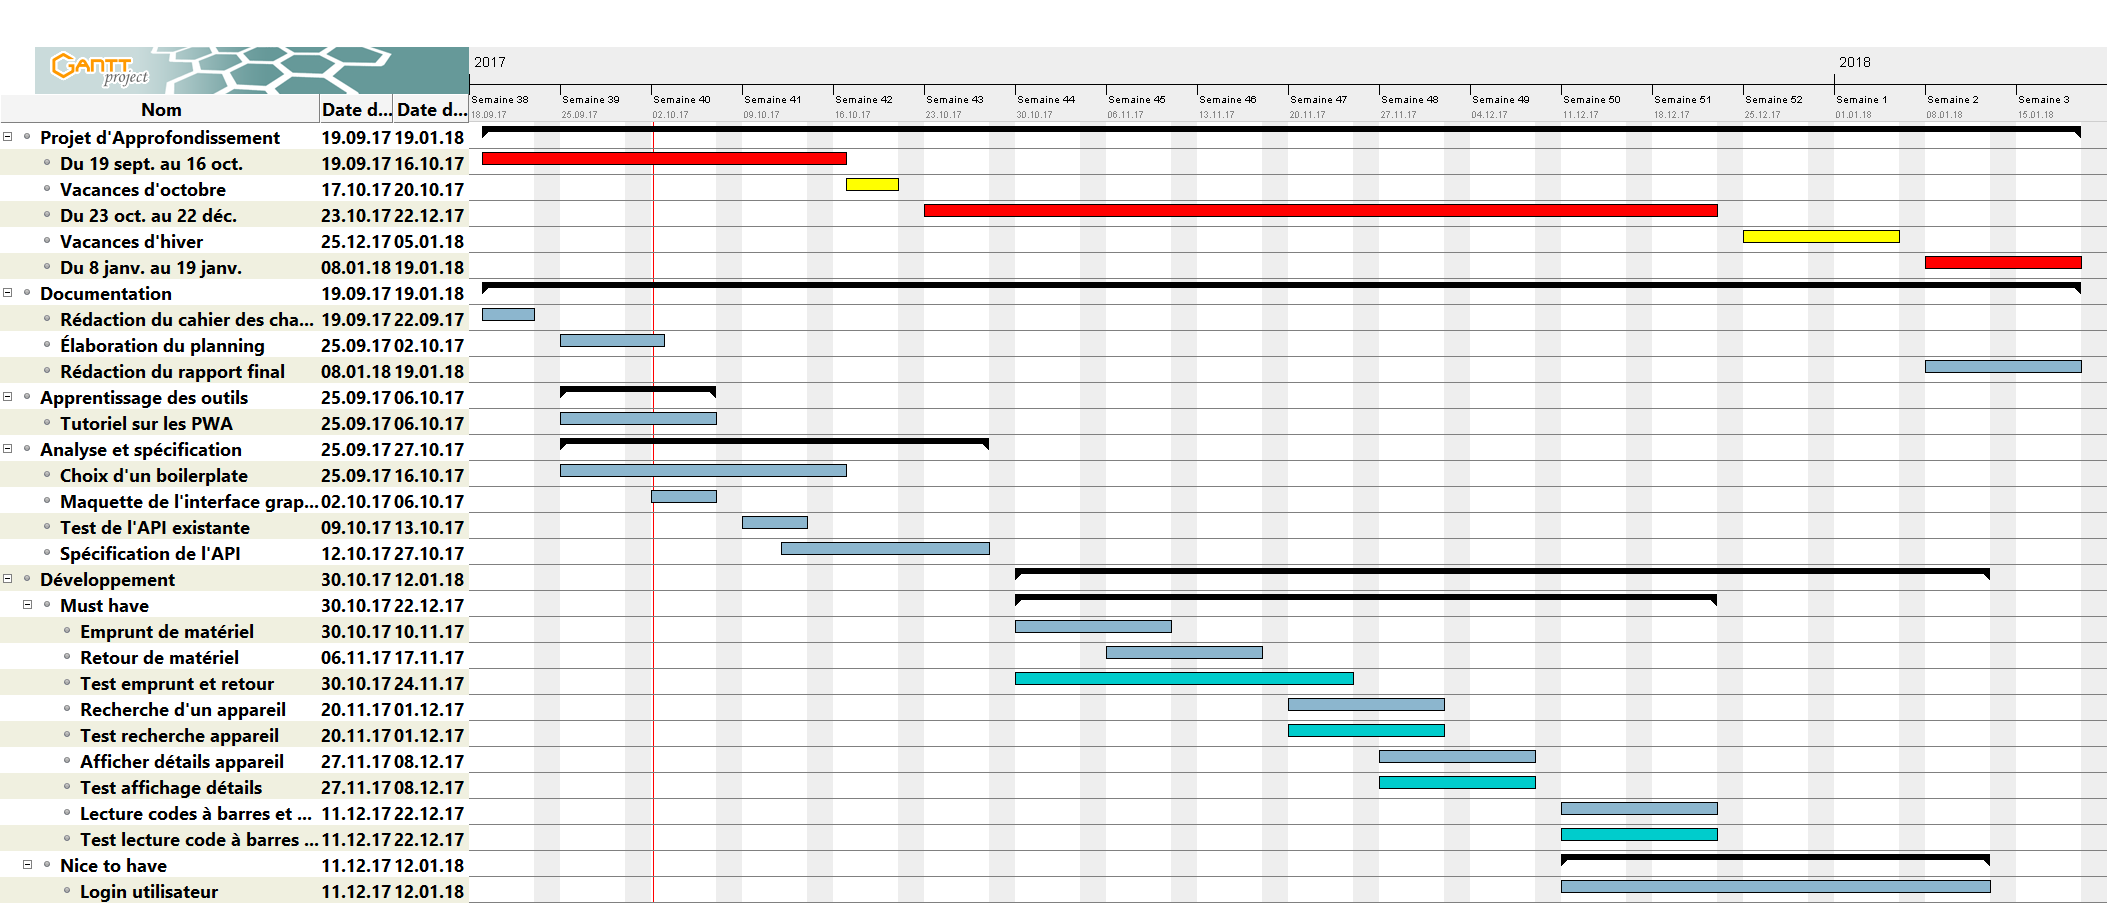 GANTT
project
2017 2018
Nom Date d... Date d...
Semaine 38 Semaine 39 Semaine 40 Semaine 41 Semaine 42 Semaine 43 Semaine 44 Semaine 45 Semaine 46 Semaine 47 Semaine 48 Semaine 49 Semaine 50 Semaine 51 Semaine 52 Semaine 1 Semaine 2 Semaine 3
18.09.17 25.09.17 02.10.17 09.10.17 16.10.17 23.10.17 30.10.17 06.11.17 13.11.17 20.11.17 27.11.17 04.12.17 11.12.17 18.12.17 25.12.17 01.01.18 08.01.18 15.01.18
Projet d'Approfondissement 19.09.17 19.01.18
Du 19 sept. au 16 oct. 19.09.17 16.10.17
Vacances d'octobre 17.10.17 20.10.17
Du 23 oct. au 22 déc. 23.10.17 22.12.17
Vacances d'hiver 25.12.17 05.01.18
Du 8 janv. au 19 janv. 08.01.18 19.01.18
Documentation 19.09.17 19.01.18
Rédaction du cahier des cha... 19.09.17 22.09.17
Élaboration du planning 25.09.17 02.10.17
Rédaction du rapport final 08.01.18 19.01.18
Apprentissage des outils 25.09.17 06.10.17
Tutoriel sur les PWA 25.09.17 06.10.17
Analyse et spécification 25.09.17 27.10.17
Choix d'un boilerplate 25.09.17 16.10.17
Maquette de l'interface grap... 02.10.17 06.10.17
Test de l'API existante 09.10.17 13.10.17
Spécification de l'API 12.10.17 27.10.17
Développement 30.10.17 12.01.18
Must have 30.10.17 22.12.17
Emprunt de matériel 30.10.17 10.11.17
Retour de matériel 06.11.17 17.11.17
Test emprunt et retour 30.10.17 24.11.17
Recherche d'un appareil 20.11.17 01.12.17
Test recherche appareil 20.11.17 01.12.17
Afficher détails appareil 27.11.17 08.12.17
Test affichage détails 27.11.17 08.12.17
Lecture codes à barres et ... 11.12.17 22.12.17
Test lecture code à barres ... 11.12.17 22.12.17
Nice to have 11.12.17 12.01.18
Login utilisateur 11.12.17 12.01.18